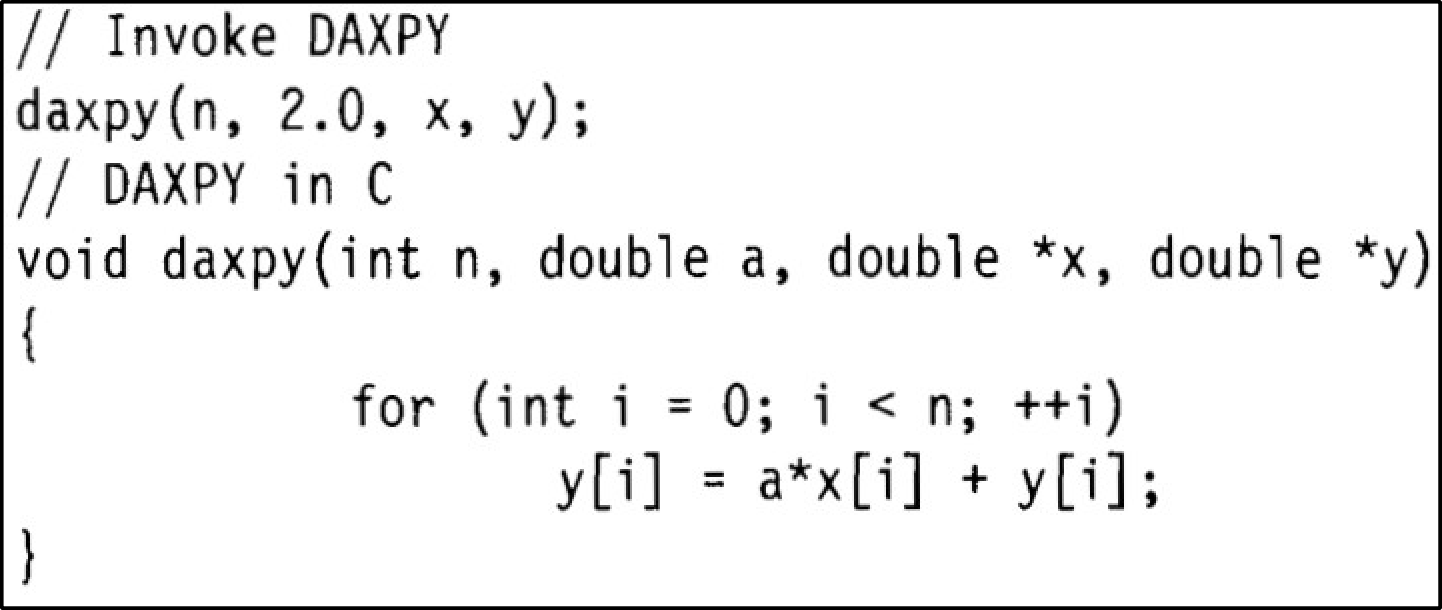 // Invoke DAXPY
daxpy(n, 2.0, x, y);
// DAXPY in C
void daxpy(int n, double a, double *x, double *y)
{
for (int i = 0; i < n; ++i)
y[i] = a*x[i] + y[i];
}